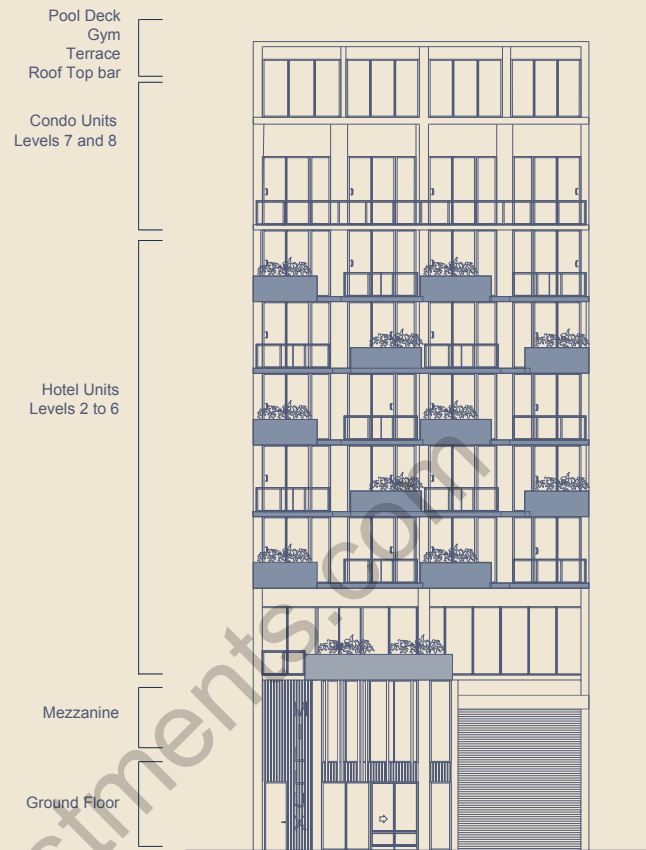 Pool Deck
Gym
Terrace
Roof Top bar
Condo Units
Levels 7 and 8
Hotel Units
Levels 2 to 6
Mezzanine
Ground Floor